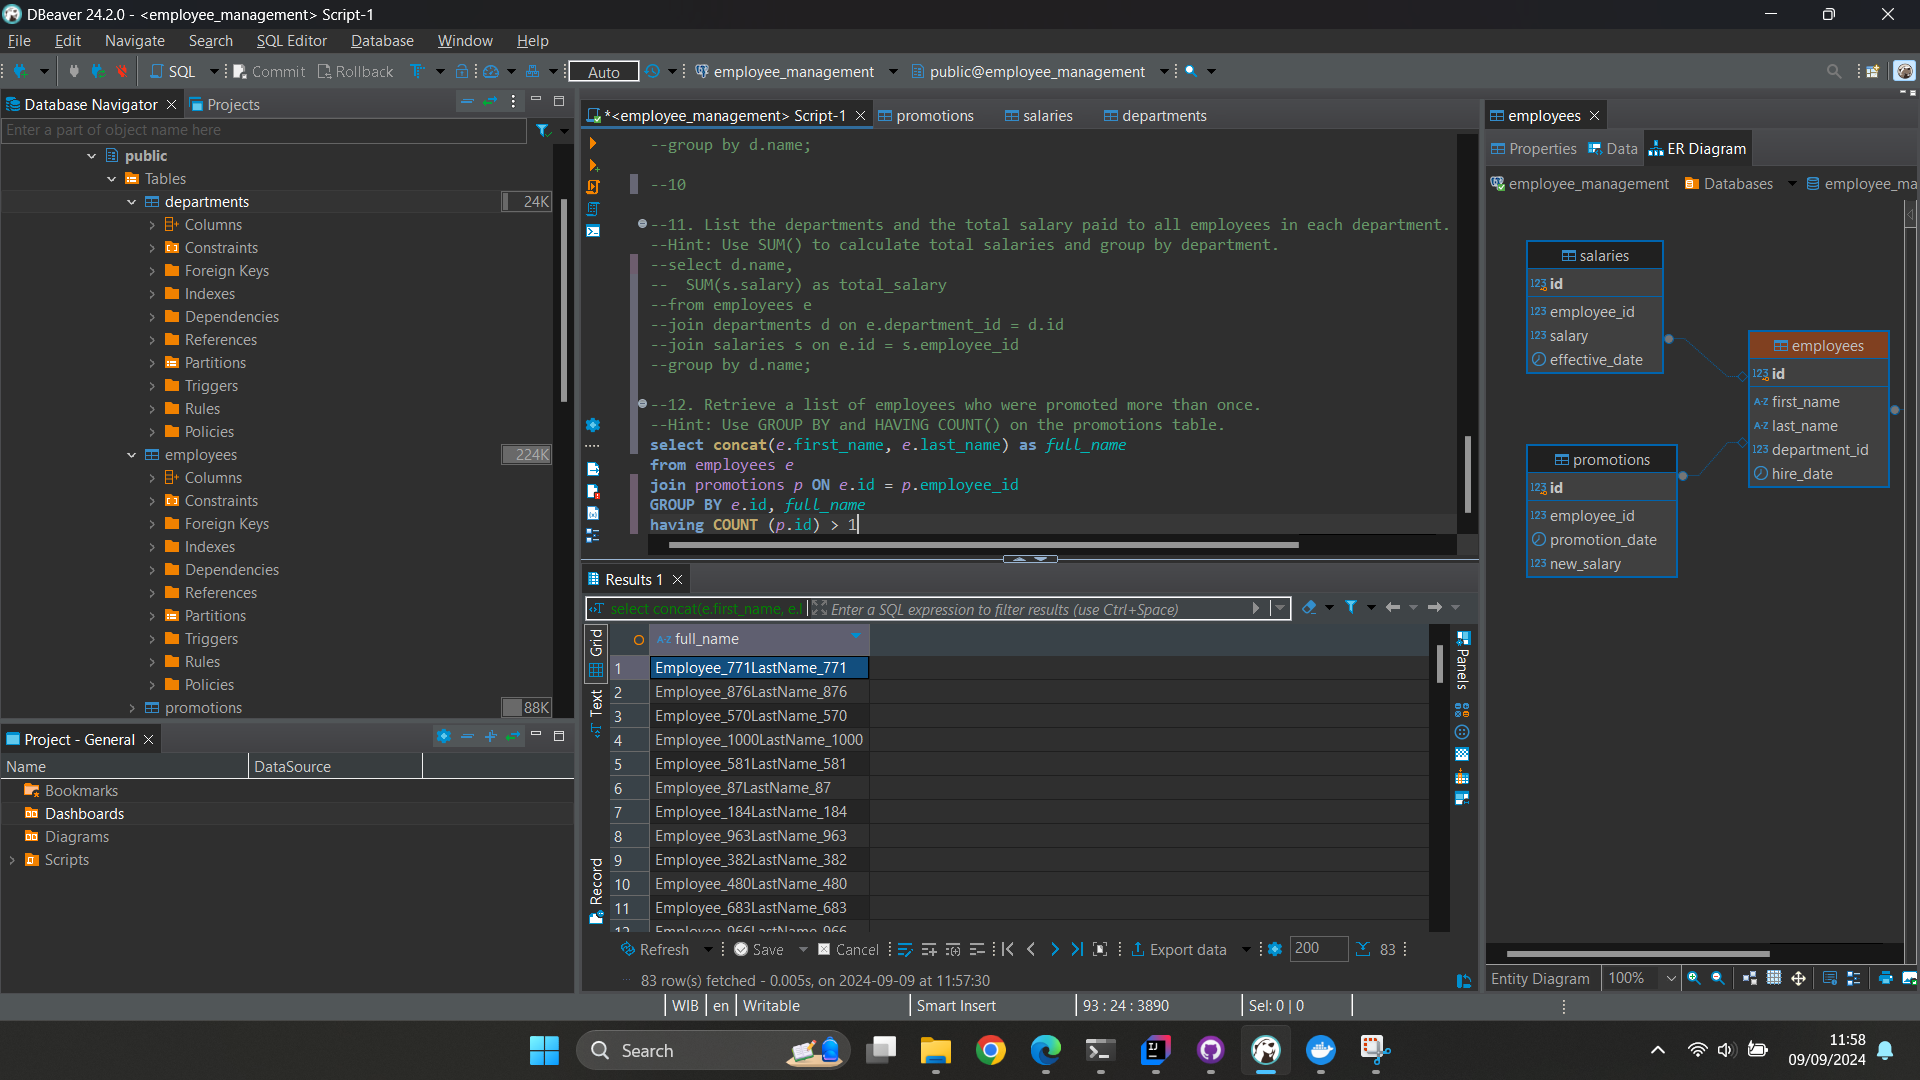 DBeaver 24.2.0 - <employee_management> Script-1
File Edit Navigate Search SQL Editor Database Window Help
SQL Commit Rollback Auto employee_management public@employee_management
Database Navigator Projects
Enter a part of object name here
public
Tables
departments 24K
Columns
Constraints
Foreign Keys
Indexes
Dependencies
References
Partitions
Triggers
Rules
Policies
employees 224K
Columns
Constraints
Foreign Keys
Indexes
Dependencies
References
Partitions
Triggers
Rules
Policies
promotions 88K
Project - General
Name DataSource
Bookmarks
Dashboards
Diagrams
Scripts
*<employee_management> Script-1 promotions salaries departments
--group by d.name;
--10
--11. List the departments and the total salary paid to all employees in each department.
--Hint: Use SUM() to calculate total salaries and group by department.
--select d.name,
-- SUM(s.salary) as total_salary
--from employees e
--join departments d on e.department_id = d.id
--join salaries s on e.id = s.employee_id
--group by d.name;
--12. Retrieve a list of employees who were promoted more than once.
--Hint: Use GROUP BY and HAVING COUNT() on the promotions table.
select concat(e.first_name, e.last_name) as full_name
from employees e
join promotions p ON e.id = p.employee_id
GROUP BY e.id, full_name
having COUNT (p.id) > 1
Results 1
select concat(e.first_name, e.l Enter a SQL expression to filter results (use Ctrl+Space)
Grid
Text
Record
A-Z full_name
1 Employee_771LastName_771
2 Employee_876LastName_876
3 Employee_570LastName_570
4 Employee_1000LastName_1000
5 Employee_581LastName_581
6 Employee_87LastName_87
7 Employee_184LastName_184
8 Employee_963LastName_963
9 Employee_382LastName_382
10 Employee_480LastName_480
11 Employee_683LastName_683
12 Employee_966LastName_966
Panels
Refresh Save Cancel Export data 200 83
83 row(s) fetched - 0.005s, on 2024-09-09 at 11:57:30
employees
Properties Data ER Diagram
employee_management Databases employee_ma
salaries
123 id
123 employee_id
123 salary
effective_date
promotions
123 id
123 employee_id
promotion_date
123 new_salary
employees
123 id
A-Z first_name
A-Z last_name
123 department_id
hire_date
Entity Diagram 100%
WIB en Writable Smart Insert 93 : 24 : 3890 Sel: 0 | 0
Search
11:58
09/09/2024